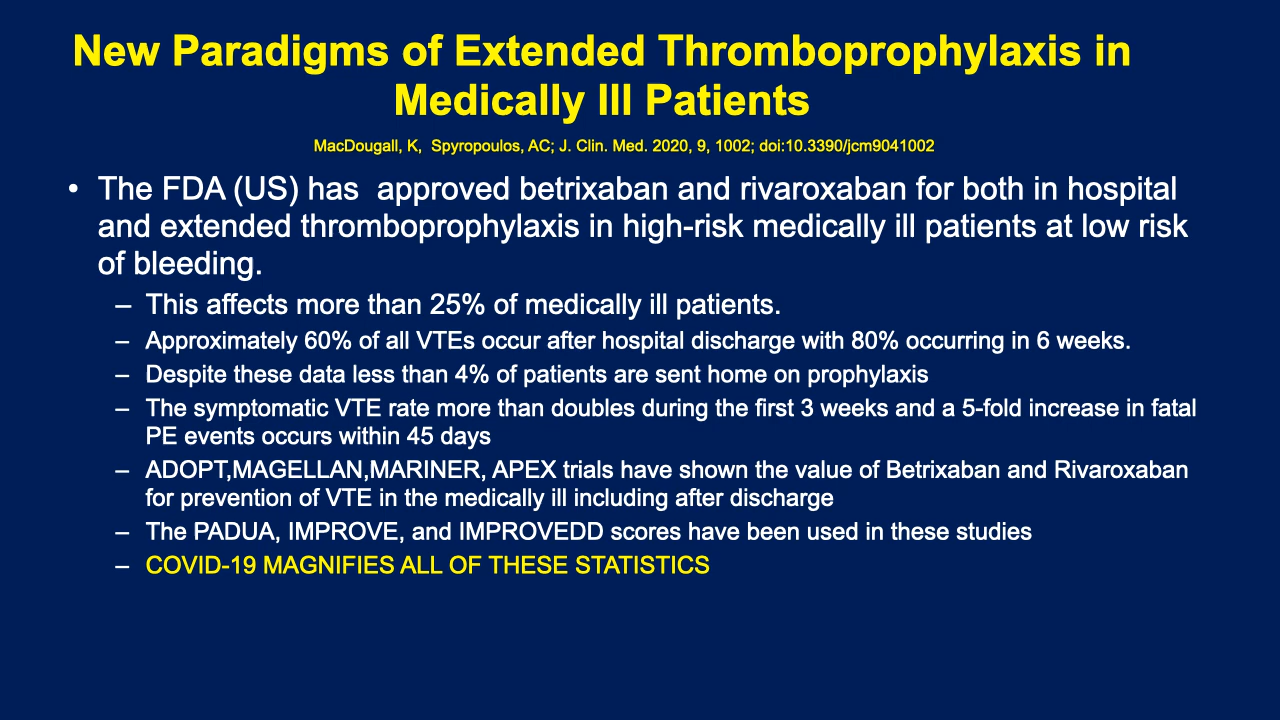 New Paradigms of Extended Thromboprophylaxis in
Medically Ill Patients
MacDougall, K,  Spyropoulos, AC; J. Clin. Med. 2020, 9, 1002; doi:10.3390/jcm9041002
• The FDA (US) has  approved betrixaban and rivaroxaban for both in hospital
and extended thromboprophylaxis in high-risk medically ill patients at low risk
of bleeding.
– This affects more than 25% of medically ill patients.
– Approximately 60% of all VTEs occur after hospital discharge with 80% occurring in 6 weeks.
– Despite these data less than 4% of patients are sent home on prophylaxis
– The symptomatic VTE rate more than doubles during the first 3 weeks and a 5-fold increase in fatal
PE events occurs within 45 days
– ADOPT,MAGELLAN,MARINER, APEX trials have shown the value of Betrixaban and Rivaroxaban
for prevention of VTE in the medically ill including after discharge
– The PADUA, IMPROVE, and IMPROVEDD scores have been used in these studies
– COVID-19 MAGNIFIES ALL OF THESE STATISTICS